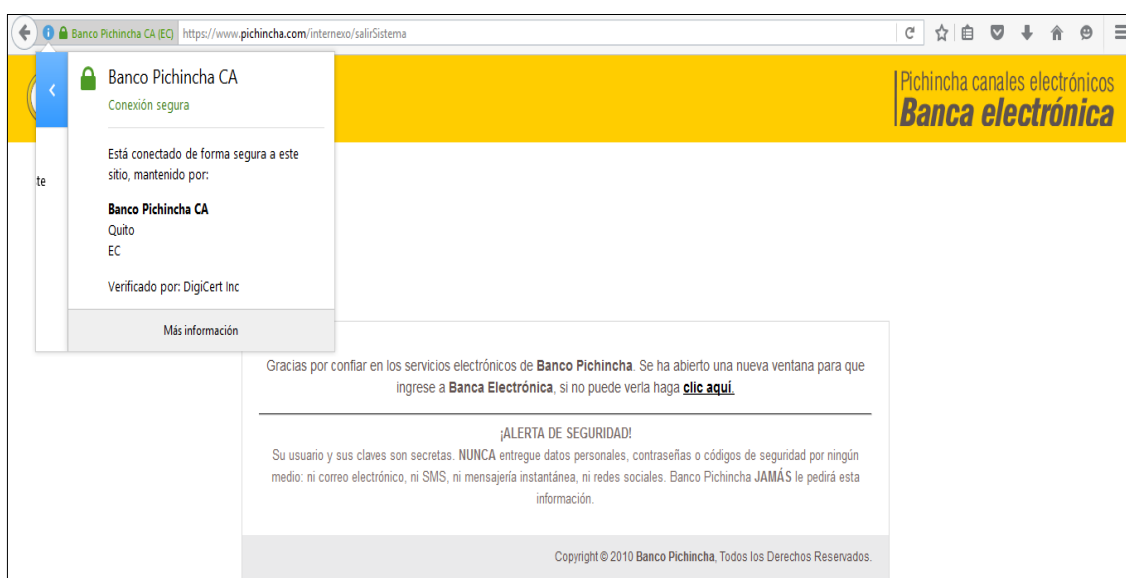 Banco Pichincha CA (EC) https://www.pichincha.com/internexo/salirSistema
Banco Pichincha CA
Conexión segura
Está conectado de forma segura a este
sitio, mantenido por:
Banco Pichincha CA
Quito
EC
Verificado por: DigiCert Inc
Más información
te
Pichincha canales electrónicos
Banca electrónica
Gracias por confiar en los servicios electrónicos de Banco Pichincha. Se ha abierto una nueva ventana para que
ingrese a Banca Electrónica, si no puede verla haga clic aquí.
¡ALERTA DE SEGURIDAD!
Su usuario y sus claves son secretas. NUNCA entregue datos personales, contraseñas o códigos de seguridad por ningún
medio: ni correo electrónico, ni SMS, ni mensajería instantánea, ni redes sociales. Banco Pichincha JAMÁS le pedirá esta
información.
Copyright © 2010 Banco Pichincha, Todos los Derechos Reservados.